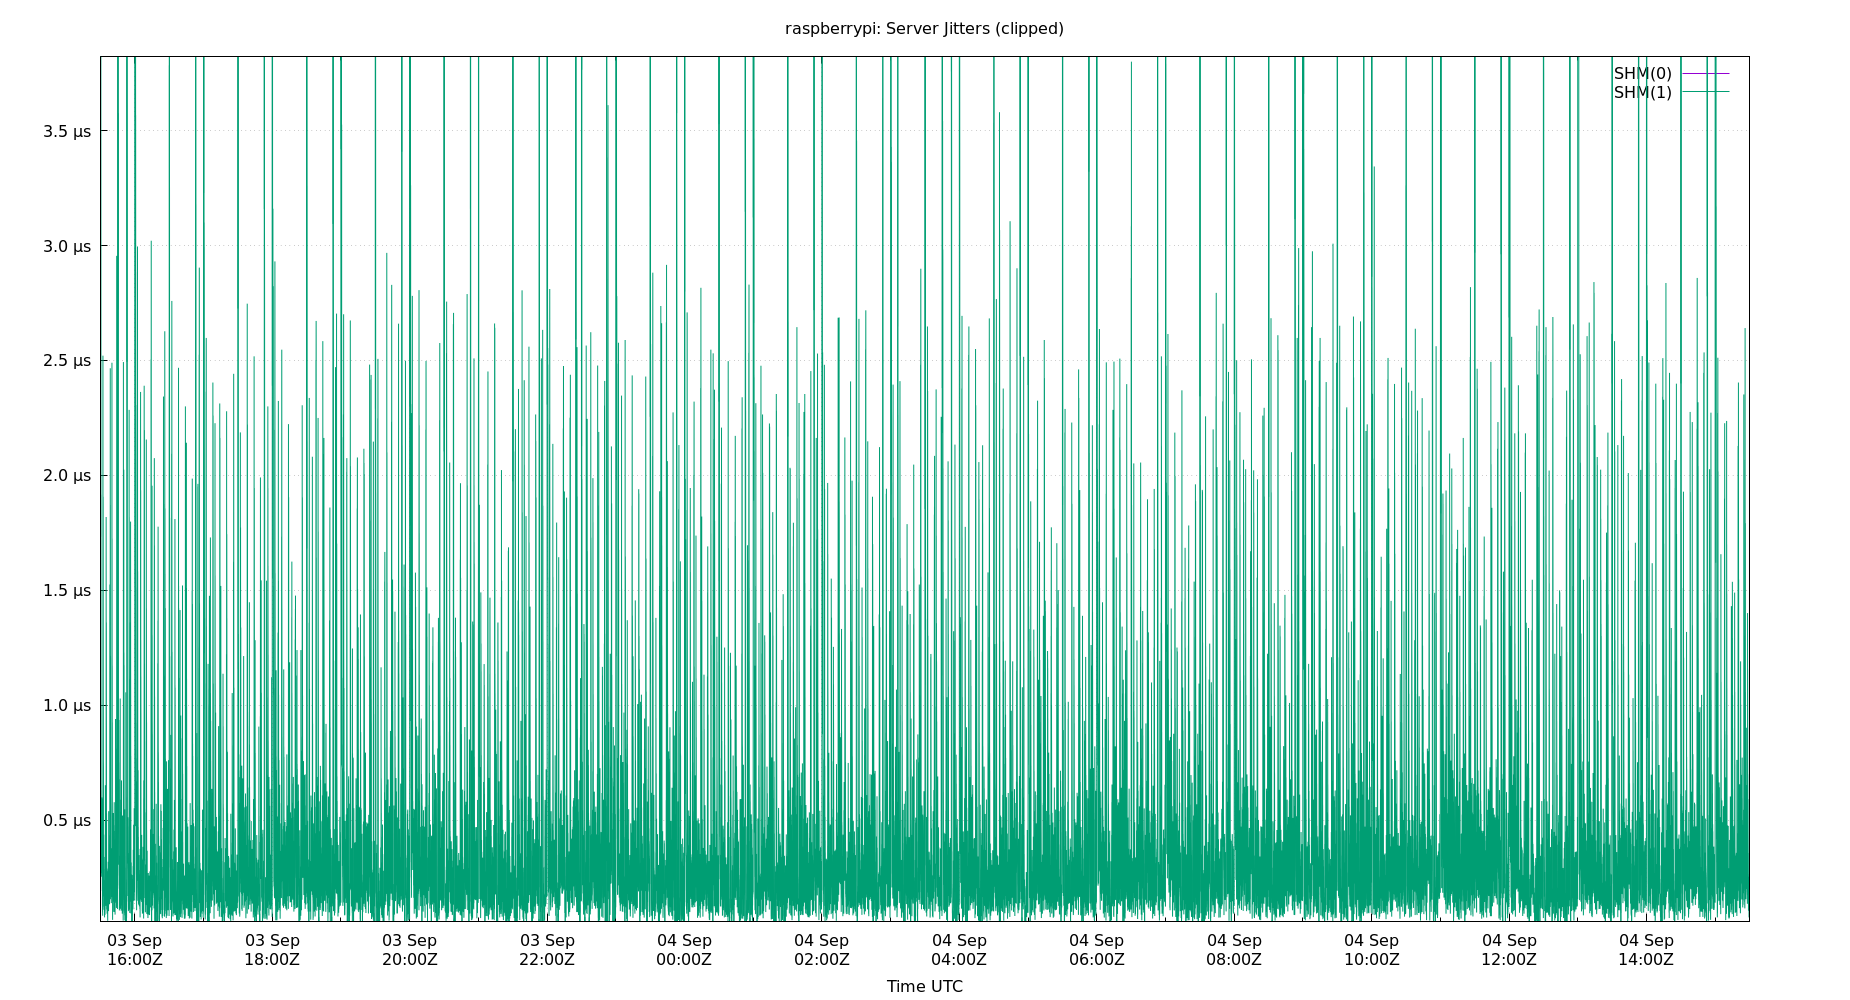 raspberrypi: Server Jitters (clipped)
SHM(0)
SHM(1)
3.5 µs
3.0 µs
2.5 µs
2.0 µs
1.5 µs
1.0 µs
0.5 µs
03 Sep 03 Sep 03 Sep 03 Sep 04 Sep 04 Sep 04 Sep 04 Sep 04 Sep 04 Sep 04 Sep 04 Sep
16:00Z 18:00Z 20:00Z 22:00Z 00:00Z 02:00Z 04:00Z 06:00Z 08:00Z 10:00Z 12:00Z 14:00Z
Time UTC